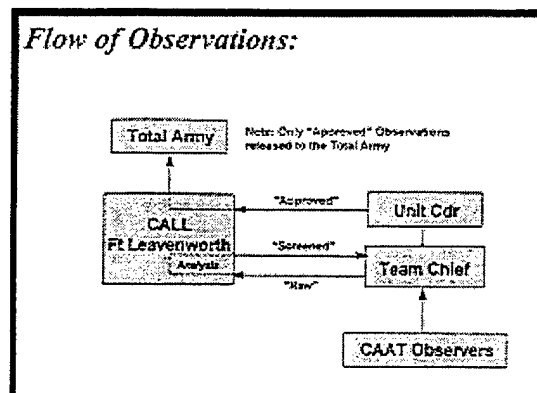 Flow of Observations:
Total Army
Note: Only "Approved" Observations
released to the Total Army
"Approved"
Unit Cdr
CALL
Ft Leavenworth
"Screened"
Analysis
Team Chief
"Raw"
CAAT Observers